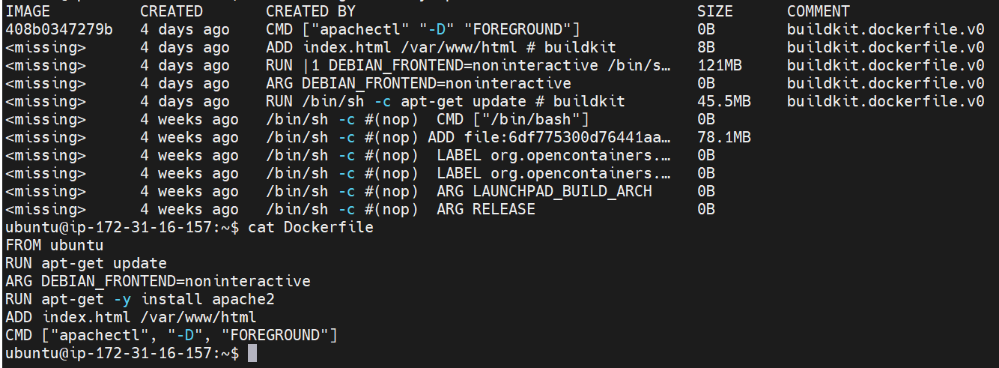 IMAGE          CREATED       CREATED BY                                      SIZE      COMMENT
408b0347279b   4 days ago    CMD ["apachectl" "-D" "FOREGROUND"]             0B        buildkit.dockerfile.v0
<missing>      4 days ago    ADD index.html /var/www/html # buildkit         8B        buildkit.dockerfile.v0
<missing>      4 days ago    RUN |1 DEBIAN_FRONTEND=noninteractive /bin/s…   121MB     buildkit.dockerfile.v0
<missing>      4 days ago    ARG DEBIAN_FRONTEND=noninteractive              0B        buildkit.dockerfile.v0
<missing>      4 days ago    RUN /bin/sh -c apt-get update # buildkit        45.5MB    buildkit.dockerfile.v0
<missing>      4 weeks ago   /bin/sh -c #(nop)  CMD ["/bin/bash"]            0B
<missing>      4 weeks ago   /bin/sh -c #(nop) ADD file:6df775300d76441aa…   78.1MB
<missing>      4 weeks ago   /bin/sh -c #(nop)  LABEL org.opencontainers.…   0B
<missing>      4 weeks ago   /bin/sh -c #(nop)  LABEL org.opencontainers.…   0B
<missing>      4 weeks ago   /bin/sh -c #(nop)  ARG LAUNCHPAD_BUILD_ARCH     0B
<missing>      4 weeks ago   /bin/sh -c #(nop)  ARG RELEASE                  0B
ubuntu@ip-172-31-16-157:~$ cat Dockerfile
FROM ubuntu
RUN apt-get update
ARG DEBIAN_FRONTEND=noninteractive
RUN apt-get -y install apache2
ADD index.html /var/www/html
CMD ["apachectl", "-D", "FOREGROUND"]
ubuntu@ip-172-31-16-157:~$